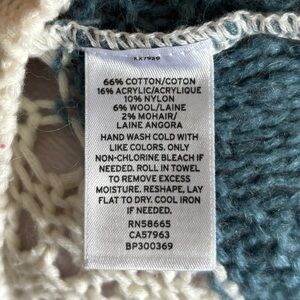 KK7929
66% COTTON/COTON
16% ACRYLIC/ACRYLIQUE
10% NYLON
6% WOOL/LAINE
2% MOHAIR/
LAINE ANGORA
HAND WASH COLD WITH
LIKE COLORS. ONLY
NON-CHLORINE BLEACH IF
NEEDED. ROLL IN TOWEL
TO REMOVE EXCESS
MOISTURE. RESHAPE, LAY
FLAT TO DRY. COOL IRON
IF NEEDED.
RN58665
CA57963
BP300369